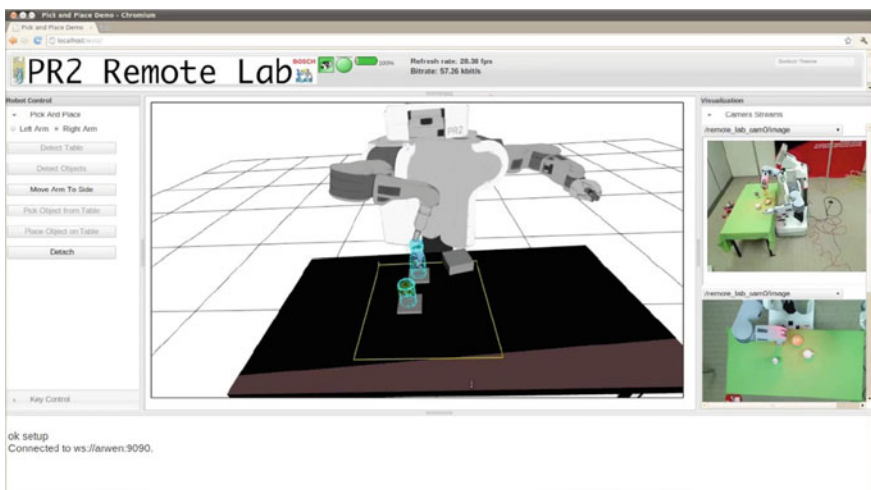 Pick and Place Demo - Chromium
Pick and Place Demo
localhost
PR2 Remote Lab
BOSCH
100%
Refresh rate: 28.38 fps
Bitrate: 57.26 kbit/s
Robot Control
Pick And Place
Left Arm Right Arm
Detect Table
Detect Objects
Move Arm To Side
Pick Object from Table
Place Object on Table
Detach
Key Control
PR2
Visualization
Camera Streams
/remote_lab_cam0/image
/remote_lab_cam0/image
ok setup
Connected to ws://arwen:9090.